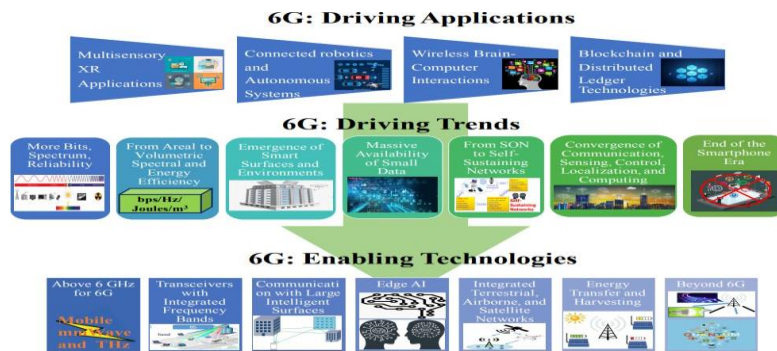 6G: Driving Applications
Multisensory
XR
Applications
Connected robotics
and
Autonomous
Systems
Wireless Brain-
Computer
Interactions
Blockchain and
Distributed
Ledger
Technologies
6G: Driving Trends
More Bits,
Spectrum,
Reliability
From Areal to
Volumetric Spectral
and Energy
Efficiency
bps/Hz/
Joules/m³
Emergence of
Smart
Surfaces and
Environments
Massive
Availability
of Small
Data
From SON
to Self-
Sustaining
Networks
Self-
Sustaining
Networks
Convergence of
Communication,
Sensing, Control,
Localization, and
Computing
End of the
Smartphone
Era
6G: Enabling Technologies
Above 6 GHz
for 6G
Mobile
mmWave
and THz
Transceivers
with Integrated
Frequency
Bands
Communicati
on with Large
Intelligent
Surfaces
Edge AI
Integrated
Terrestrial,
Airborne, and
Satellite
Networks
Energy
Transfer and
Harvesting
Beyond 6G